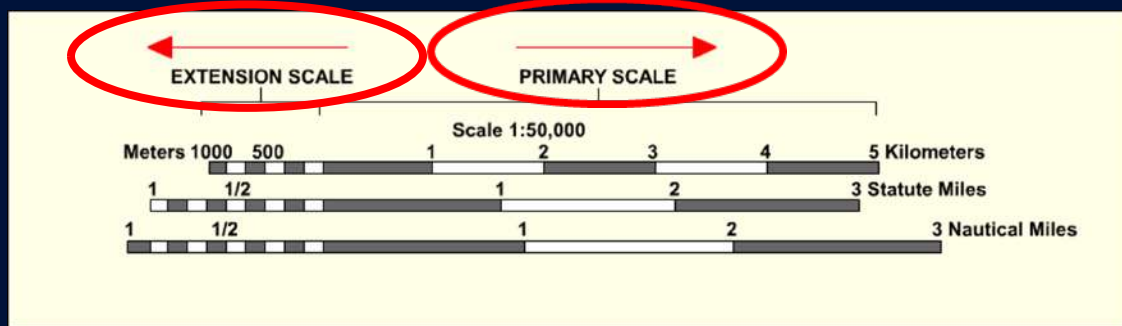 EXTENSION SCALE PRIMARY SCALE
Scale 1:50,000
Meters 1000 500 1 2 3 4 5 Kilometers
1 1/2 1 2 3 Statute Miles
1 1/2 1 2 3 Nautical Miles